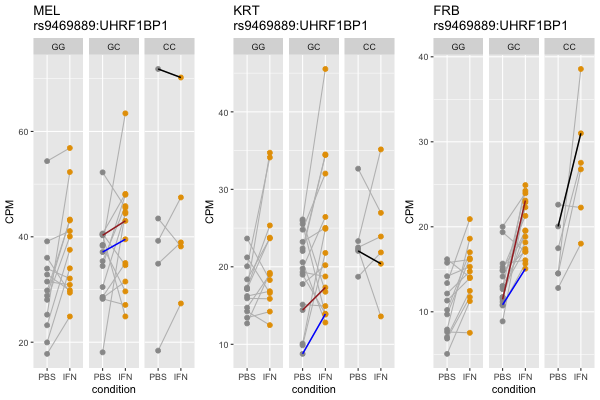 MEL
rs9469889:UHRF1BP1
GG
GC
CC
CPM
60
40
20
PBS IFN
PBS IFN
PBS IFN
condition
KRT
rs9469889:UHRF1BP1
GG
GC
CC
CPM
40
30
20
10
PBS IFN
PBS IFN
PBS IFN
condition
FRB
rs9469889:UHRF1BP1
GG
GC
CC
CPM
40
30
20
10
PBS IFN
PBS IFN
PBS IFN
condition